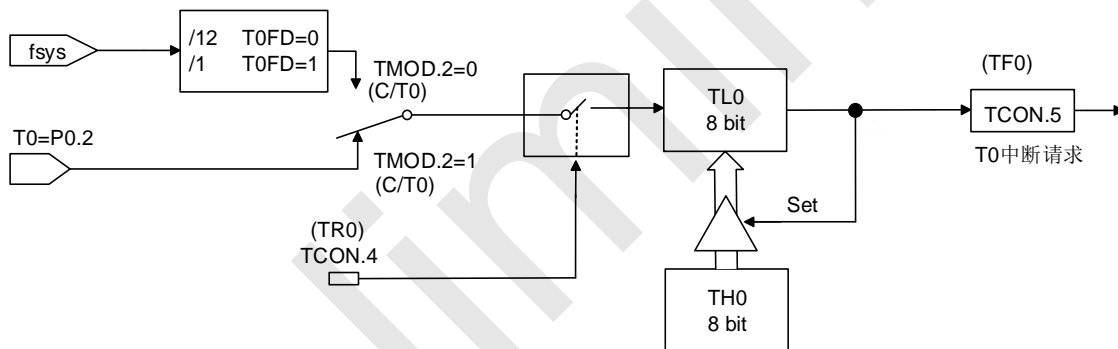 fsys
/12 T0FD=0
/1 T0FD=1
TMOD.2=0
(C/T0)
T0=P0.2
TMOD.2=1
(C/T0)
(TR0)
TCON.4
TL0
8 bit
Set
TH0
8 bit
(TF0)
TCON.5
T0中断请求